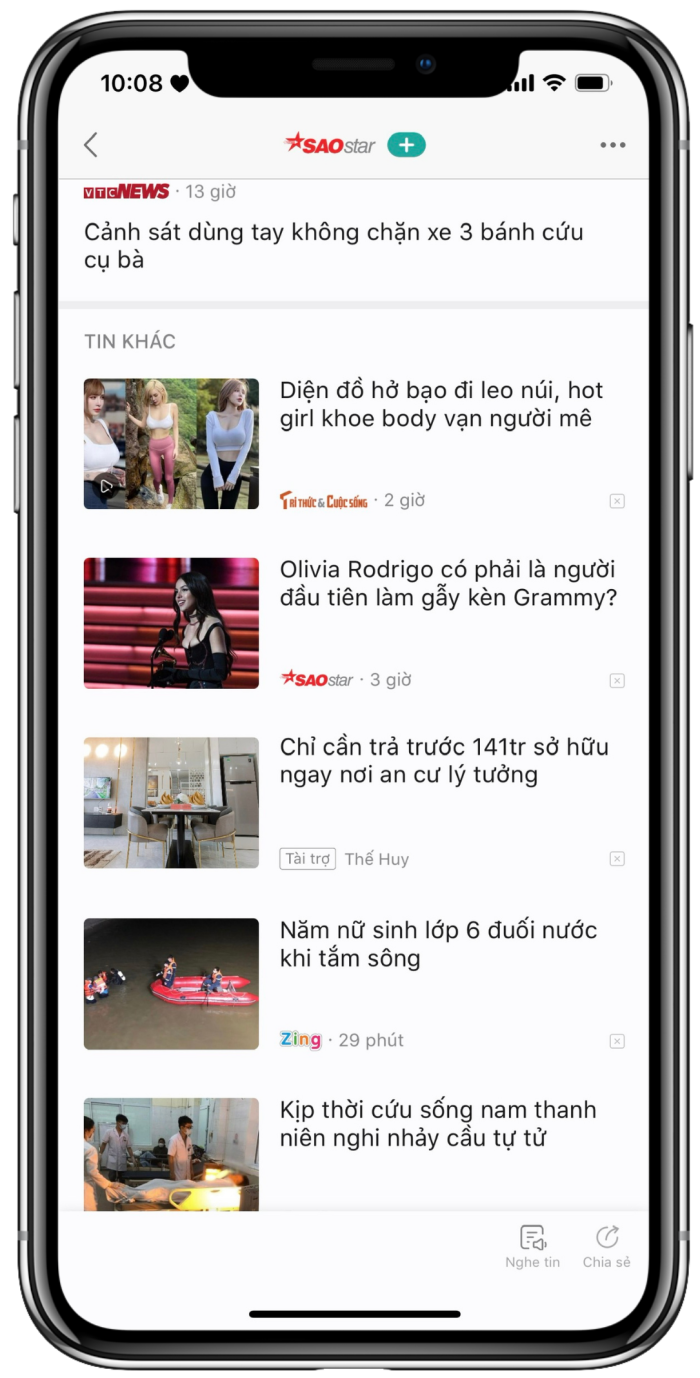 10:08
SAOstar
VTCNEWS · 13 giờ
Cảnh sát dùng tay không chặn xe 3 bánh cứu
cụ bà
TIN KHÁC
Diện đồ hở bạo đi leo núi, hot
girl khoe body vạn người mê
TRI THỨC & CUỘC SỐNG · 2 giờ
Olivia Rodrigo có phải là người
đầu tiên làm gẫy kèn Grammy?
SAOstar · 3 giờ
Chỉ cần trả trước 141tr sở hữu
ngay nơi an cư lý tưởng
Tài trợ Thế Huy
Năm nữ sinh lớp 6 đuối nước
khi tắm sông
Zing · 29 phút
Kịp thời cứu sống nam thanh
niên nghi nhảy cầu tự tử
Nghe tin
Chia sẻ